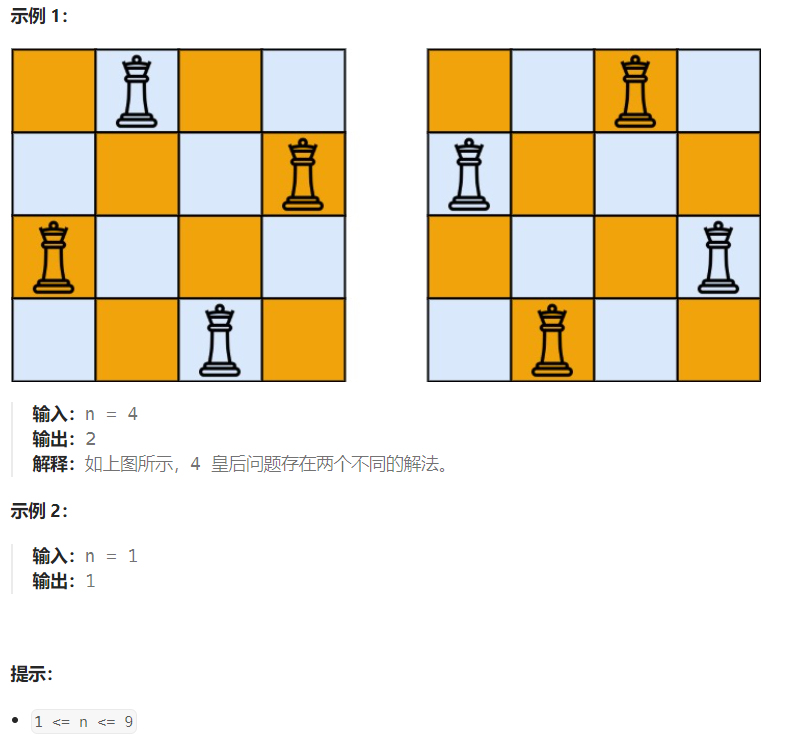 示例 1：
输入：n = 4
输出：2
解释：如上图所示，4 皇后问题存在两个不同的解法。
示例 2：
输入：n = 1
输出：1
提示：
1 <= n <= 9